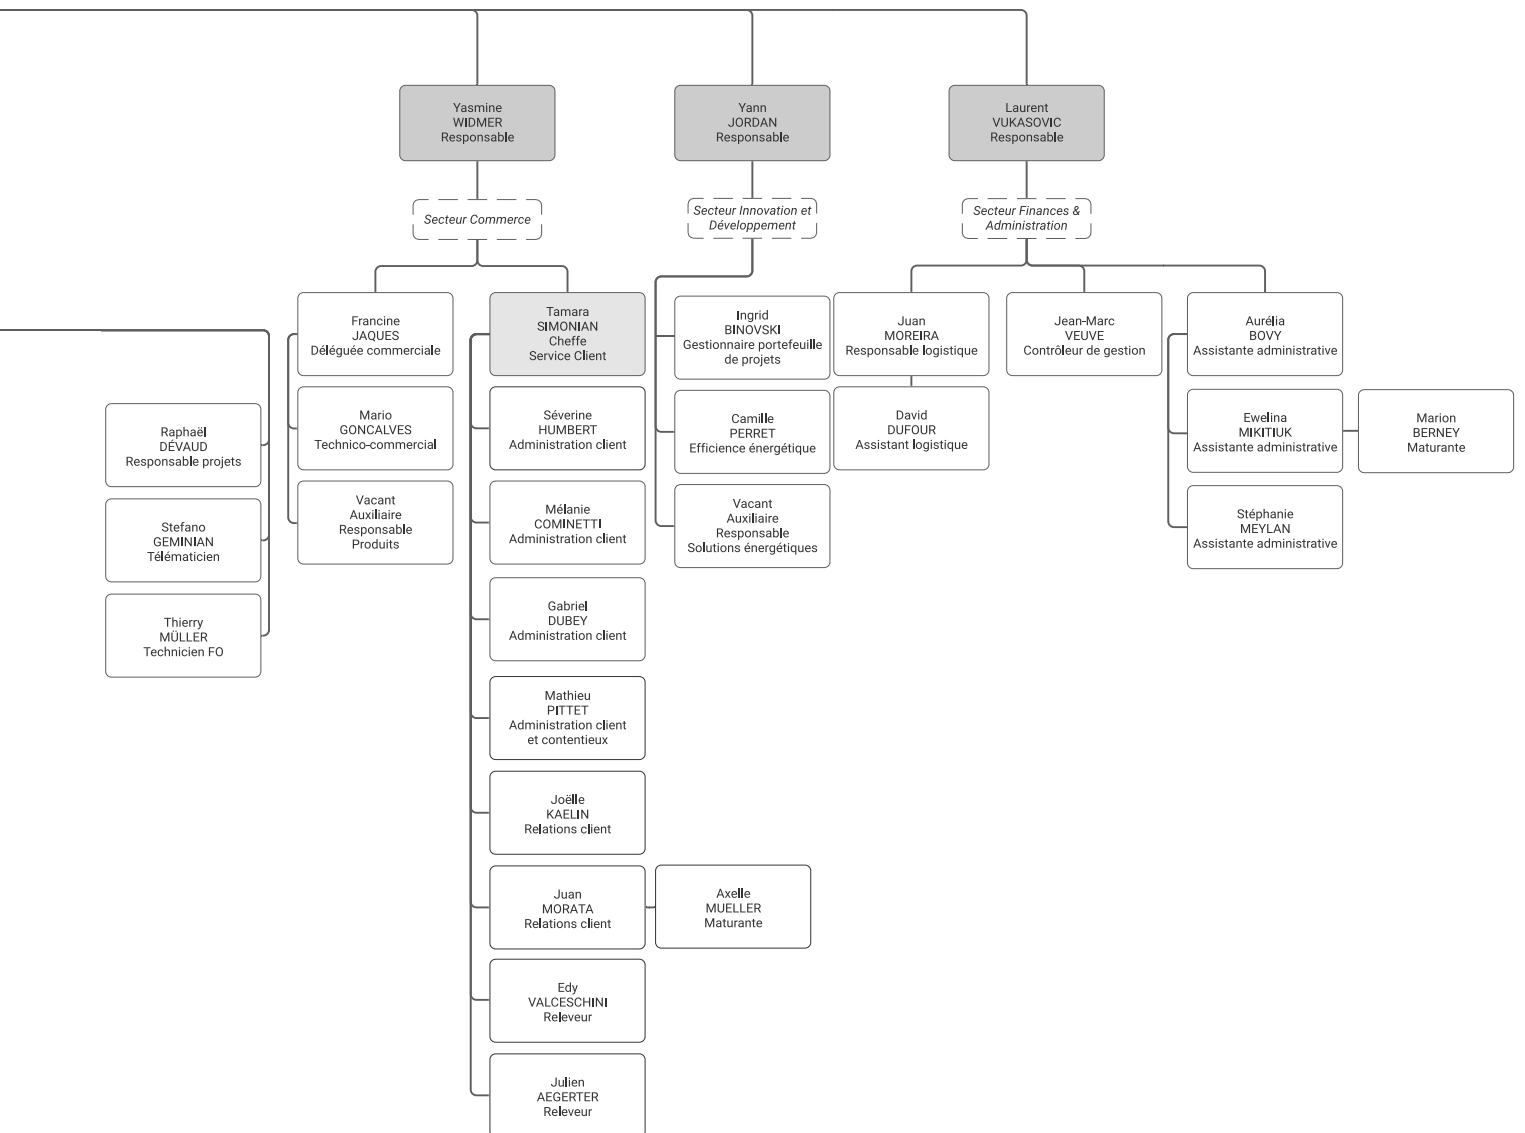 Yasmine
WIDMER
Responsable
Yann
JORDAN
Responsable
Laurent
VUKASOVIC
Responsable
Secteur Commerce
Secteur Innovation et
Développement
Secteur Finances &
Administration
Raphaël
DÉVAUD
Responsable projets
Stefano
GEMINIAN
Télématicien
Thierry
MÜLLER
Technicien FO
Francine
JAQUES
Déléguée commerciale
Mario
GONCALVES
Technico-commercial
Vacant
Auxiliaire
Responsable
Produits
Tamara
SIMONIAN
Cheffe
Service Client
Séverine
HUMBERT
Administration client
Mélanie
COMINETTI
Administration client
Gabriel
DUBEY
Administration client
Mathieu
PITTET
Administration client
et contentieux
Joëlle
KAELIN
Relations client
Juan
MORATA
Relations client
Axelle
MUELLER
Maturante
Edy
VALCESCHINI
Releveur
Julien
AEGERTER
Releveur
Ingrid
BINOVSKI
Gestionnaire portefeuille
de projets
Camille
PERRET
Efficience énergétique
Vacant
Auxiliaire
Responsable
Solutions énergétiques
Juan
MOREIRA
Responsable logistique
David
DUFOUR
Assistant logistique
Jean-Marc
VEUVE
Contrôleur de gestion
Aurélia
BOVY
Assistante administrative
Ewelina
MIKITIUK
Assistante administrative
Marion
BERNEY
Maturante
Stéphanie
MEYLAN
Assistante administrative